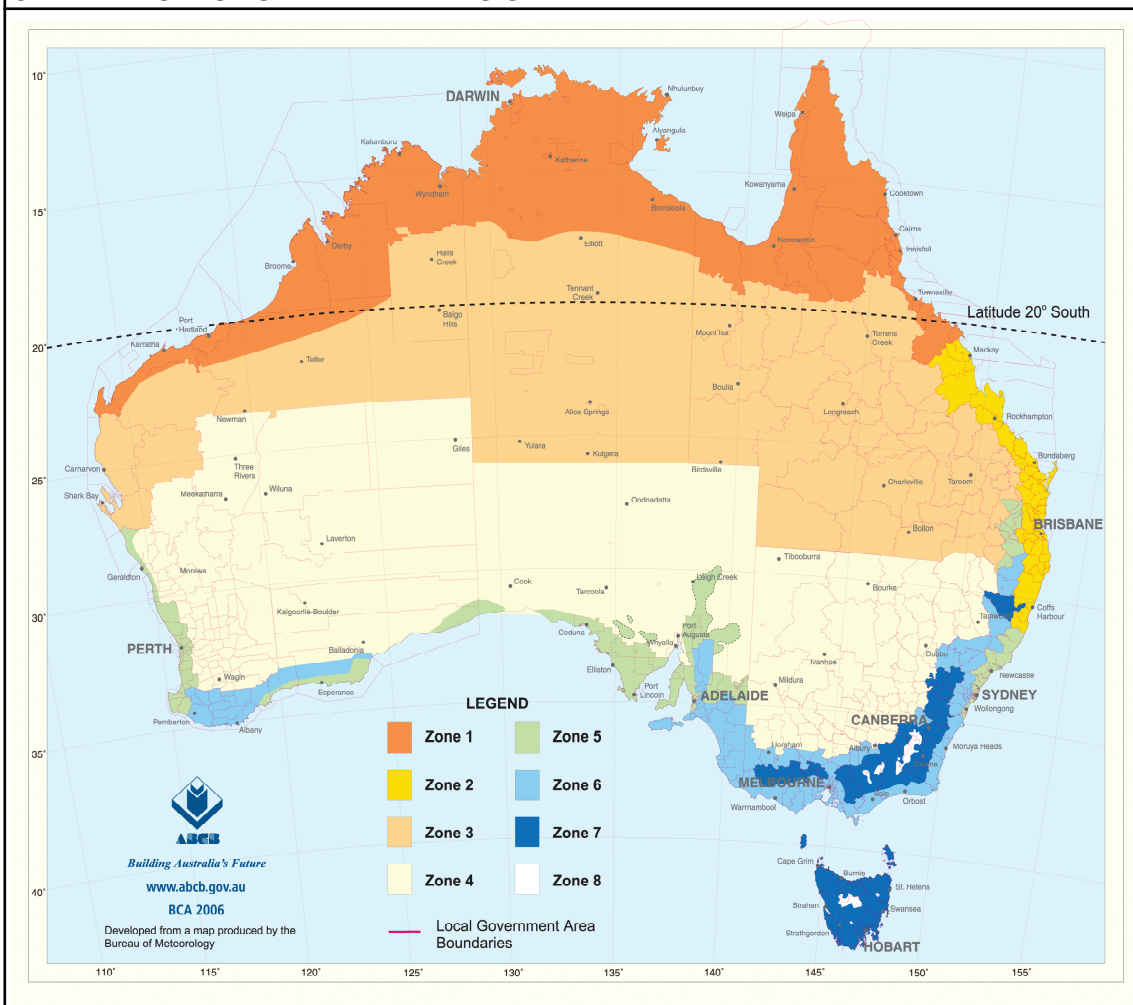 10°
DARWIN
Nhulunbuy
Weipa
Alyangula
Kalumburu
Katherine
Kowanyama
Wyndham
Cooktown
15°
Borroloola
Cairns
Derby
Elliott
Normanton
Innisfail
Halls
Creek
Broome
Tennant
Creek
Townsville
Latitude 20° South
Port
Hedland
Balgo
Hills
Mount Isa
Torrens
Creek
Karratha
20°
Mackay
Telfer
Boulia
Longreach
Alice Springs
Newman
Rockhampton
Giles
Yulara
Kulgera
Bundaberg
Carnarvon
Three
Rivers
Birdsville
25°
Charleville
Taroom
Shark Bay
Meekatharra
Wiluna
Oodnadatta
BRISBANE
Bollon
Laverton
Tibooburra
Geraldton
Morawa
Cook
Tarcoola
Leigh Creek
Bourke
Kalgoorlie-Boulder
Coffs
Harbour
30°
Tamworth
Ceduna
Port
Augusta
Whyalla
PERTH
Balladonia
Dubbo
Ivanhoe
Elliston
Newcastle
Wagin
Mildura
Esperance
Port
Lincoln
ADELAIDE
SYDNEY
LEGEND
Wollongong
Pemberton
Albany
CANBERRA
Zone 1
Zone 5
Horsham
Albury
Moruya Heads
35°
Cooma
Zone 2
Zone 6
MELBOURNE
Sale
Orbost
Warrnambool
ABCB
Zone 3
Zone 7
Building Australia's Future
Cape Grim
Burnie
www.abcb.gov.au
Zone 4
Zone 8
St. Helens
40°
BCA 2006
Strahan
Swansea
Developed from a map produced by the
Bureau of Meteorology
Local Government Area
Boundaries
Strathgordon
HOBART
110°
115°
120°
125°
130°
135°
140°
145°
150°
155°